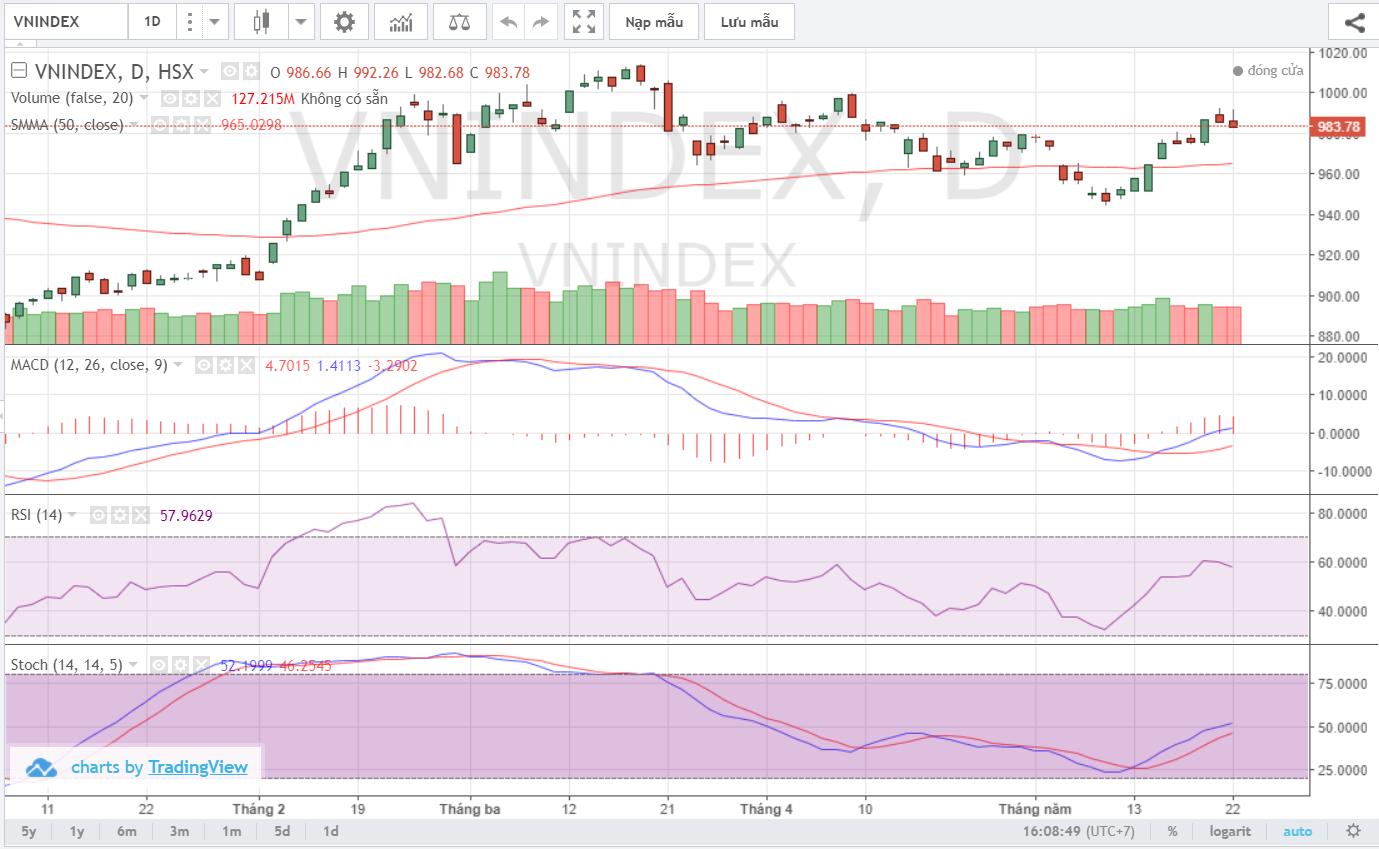 VNINDEX 1D Nạp mẫu Lưu mẫu
VNINDEX, D, HSX O 986.66 H 992.26 L 982.68 C 983.78
đóng cửa
Volume (false, 20) 127.215M Không có sẵn
SMMA (50, close) 965.0298
VNINDEX, D
VNINDEX
1020.00
1000.00
983.78
980.00
960.00
940.00
920.00
900.00
880.00
MACD (12, 26, close, 9) 4.7015 1.4113 -3.2902
20.0000
10.0000
0.0000
-10.0000
RSI (14) 57.9629
80.0000
60.0000
40.0000
Stoch (14, 14, 5) 52.1999 46.2545
75.0000
50.0000
25.0000
charts by TradingView
11 22 Tháng 2 19 Tháng ba 12 21 Tháng 4 10 Tháng năm 13 22
5y 1y 6m 3m 1m 5d 1d 16:08:49 (UTC+7) % logarit auto